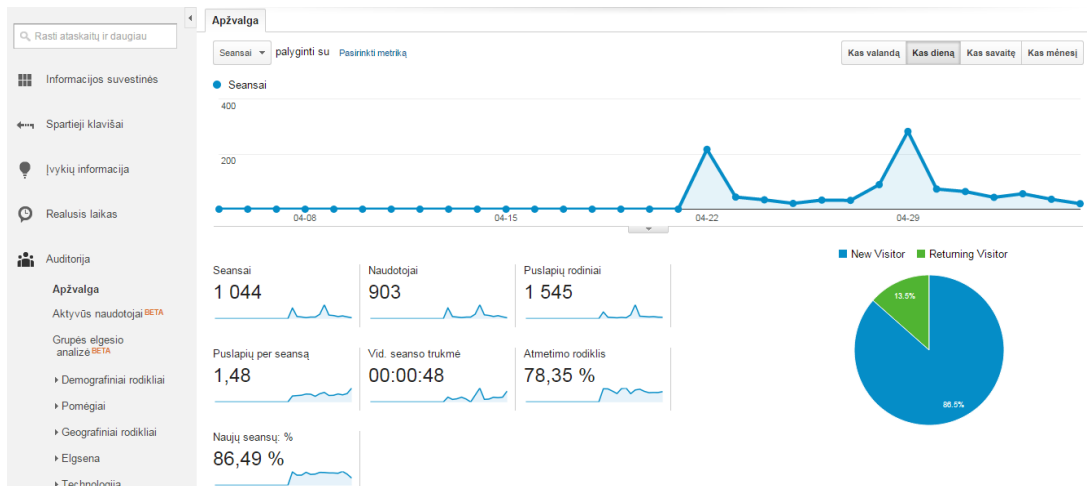 Rasti ataskaitų ir daugiau
Informacijos suvestinės
Spartieji klavišai
Įvykių informacija
Realusis laikas
Auditorija
Apžvalga
Aktyvūs naudotojai BETA
Grupės elgesio
analizė BETA
Demografiniai rodikliai
Pomėgiai
Geografiniai rodikliai
Elgsena
Technologija
Apžvalga
Seansai palyginti su Pasirinkti metriką
Kas valandą Kas dieną Kas savaitę Kas mėnesį
Seansai
400
200
04-08 04-15 04-22 04-29
Seansai
1 044
Naudotojai
903
Puslapių rodiniai
1 545
Puslapių per seansą
1,48
Vid. seanso trukmė
00:00:48
Atmetimo rodiklis
78,35 %
Naujų seansų: %
86,49 %
New Visitor Returning Visitor
13.5%
86.5%